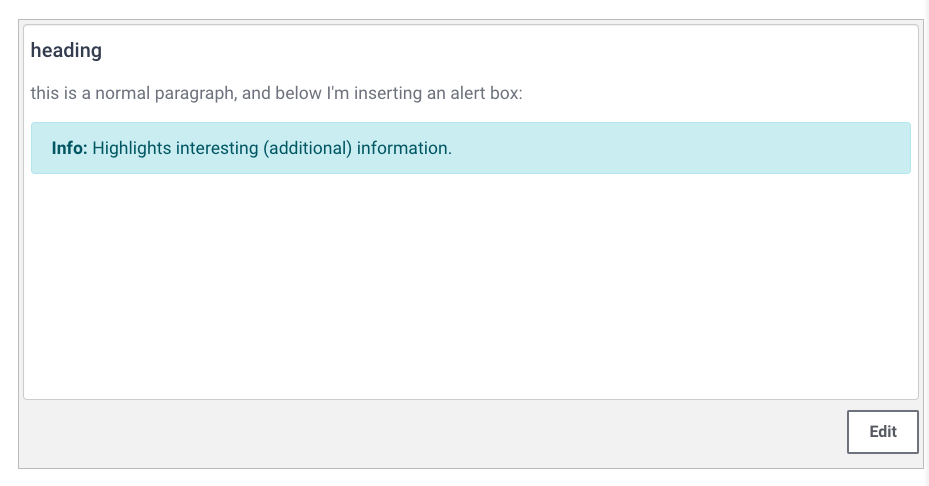 heading
this is a normal paragraph, and below I'm inserting an alert box:
Info: Highlights interesting (additional) information.
Edit